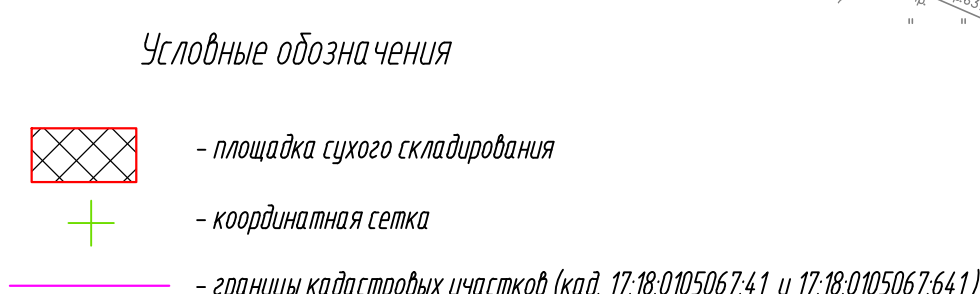 Условные обозначения
- площадка сухого складирования
- координатная сетка
- границы кадастровых участков (кад. 17:18:0105067:41 и 17:18:0105067:641)